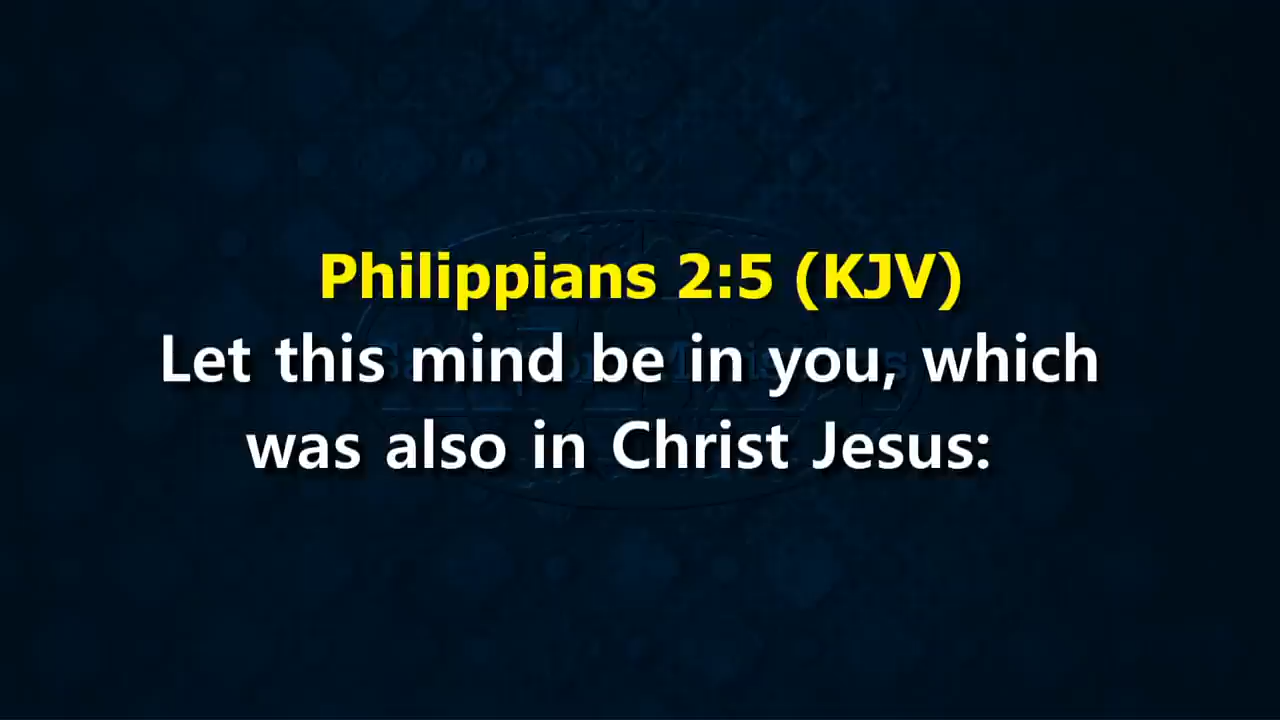 Philippians 2:5 (KJV)
Let this mind be in you, which
was also in Christ Jesus: